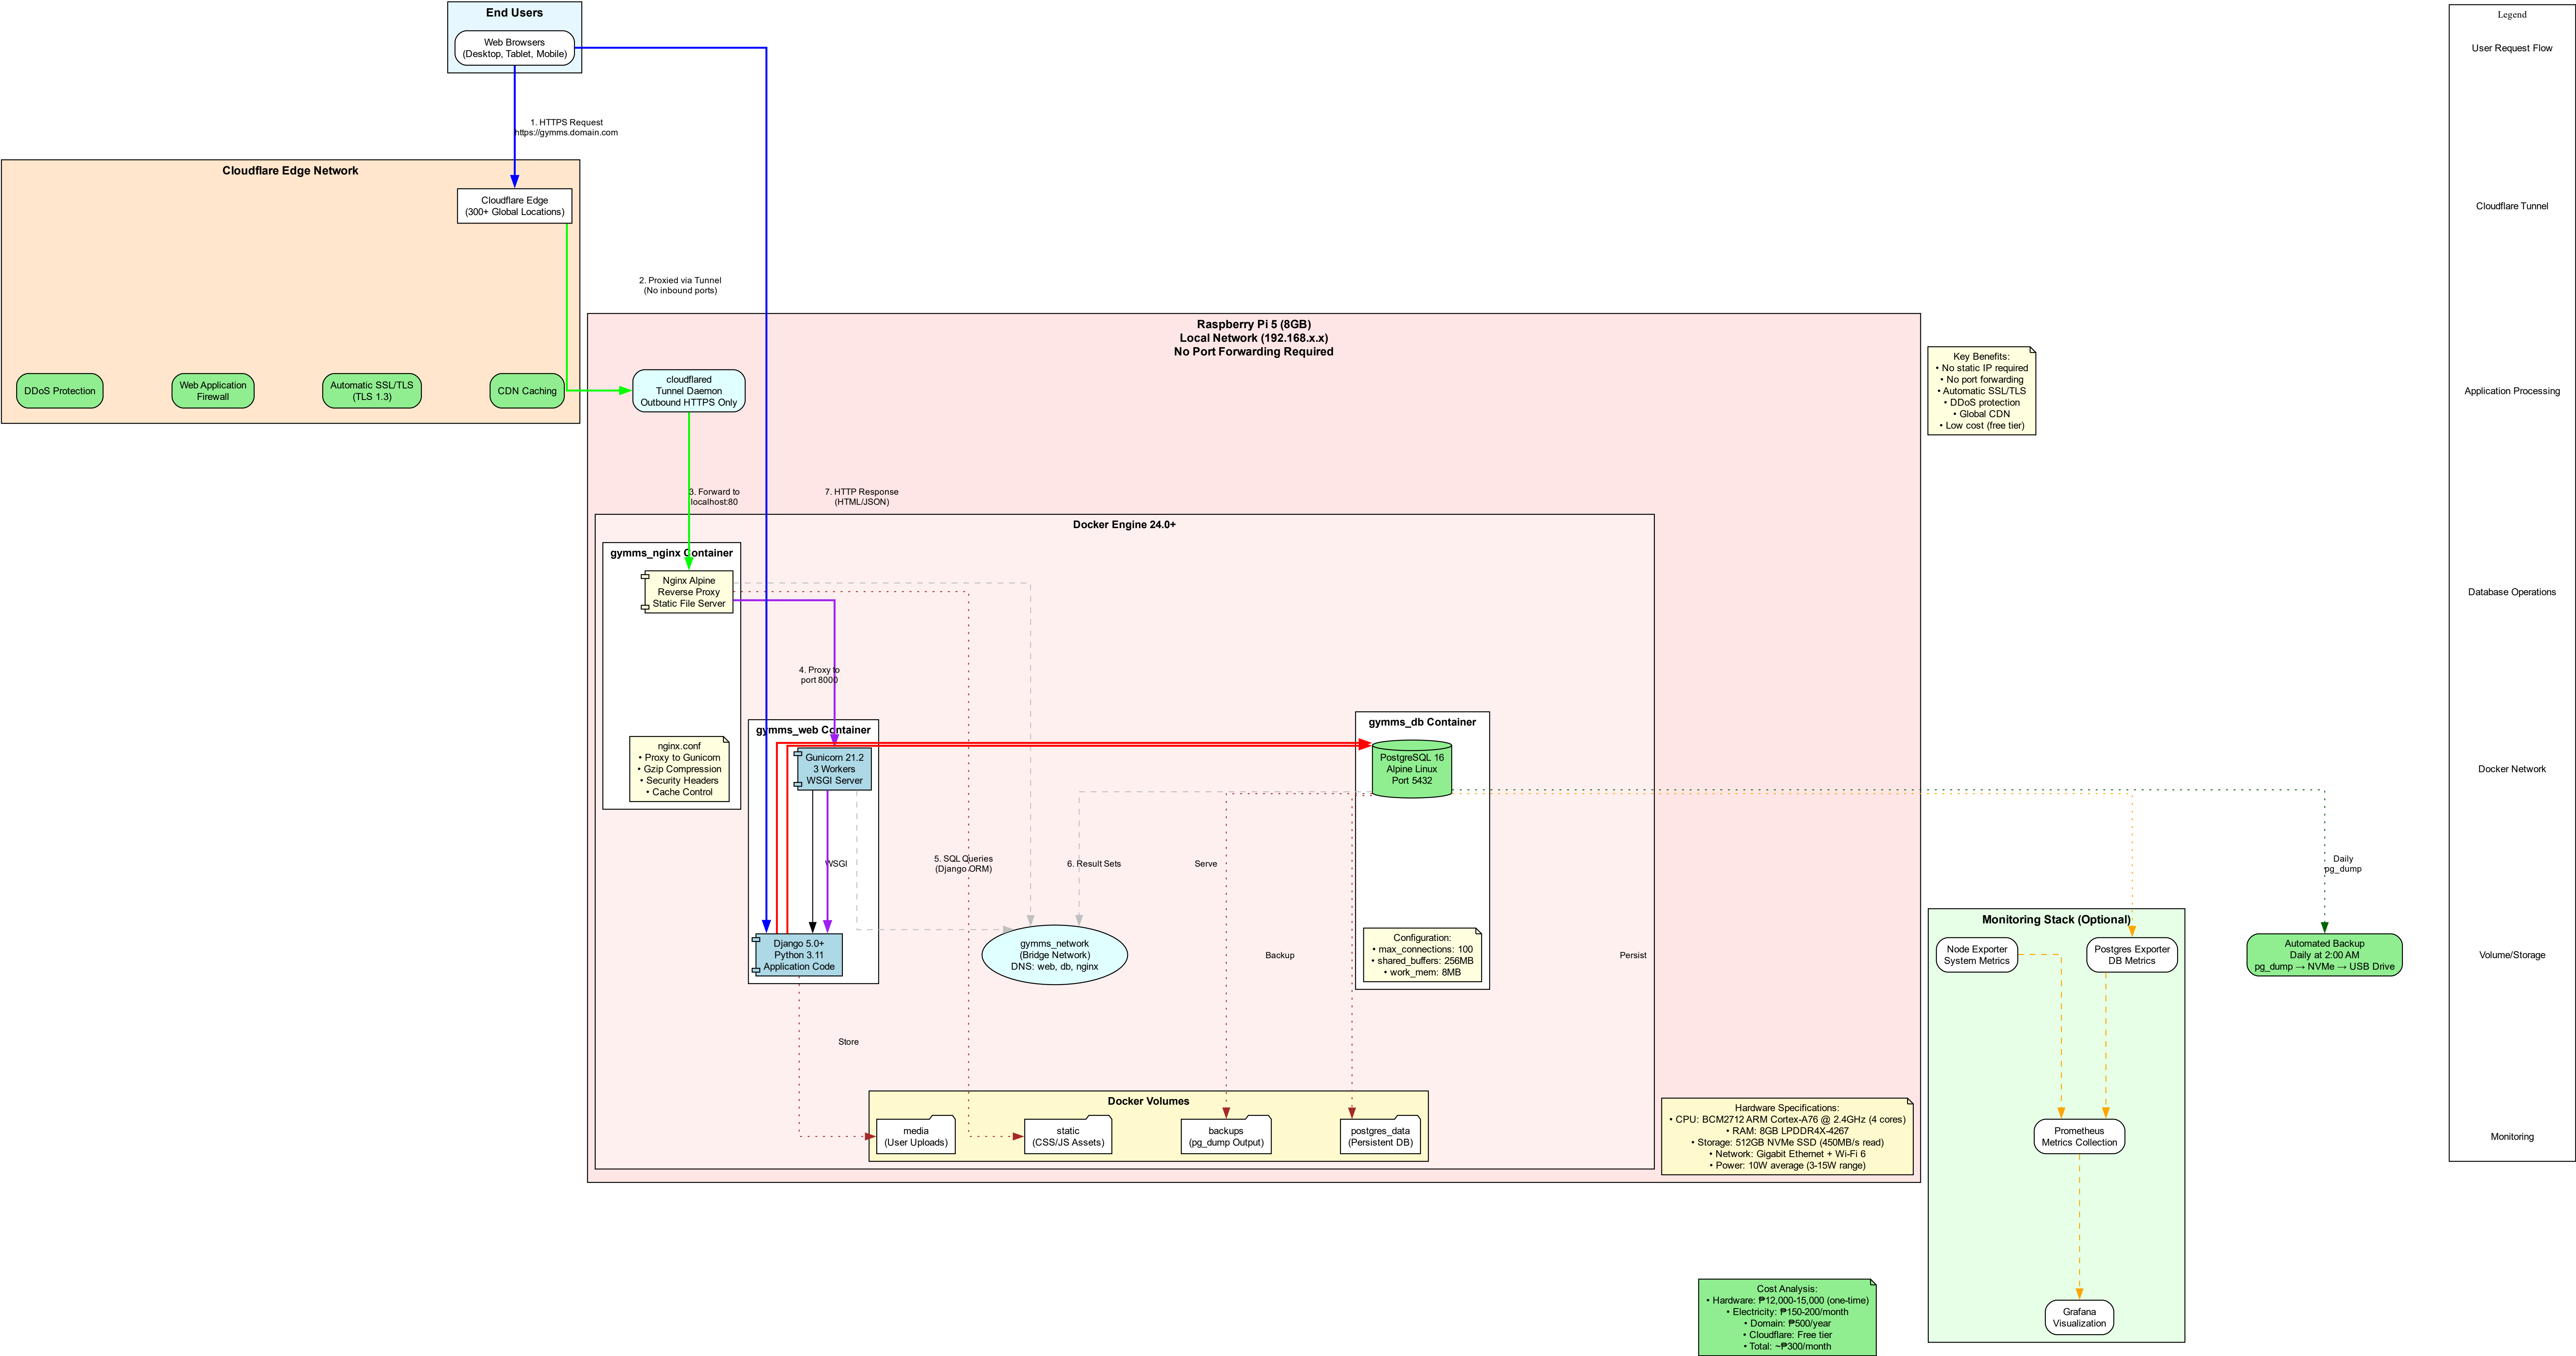 End Users
Web Browsers
(Desktop, Tablet, Mobile)
1. HTTPS Request
https://gymms.domain.com
Cloudflare Edge Network
Cloudflare Edge
(300+ Global Locations)
DDoS Protection
Web Application
Firewall
Automatic SSL/TLS
(TLS 1.3)
CDN Caching
2. Proxied via Tunnel
(No inbound ports)
Raspberry Pi 5 (8GB)
Local Network (192.168.x.x)
No Port Forwarding Required
cloudflared
Tunnel Daemon
Outbound HTTPS Only
3. Forward to
localhost:80
7. HTTP Response
(HTML/JSON)
Docker Engine 24.0+
gymms_nginx Container
Nginx Alpine
Reverse Proxy
Static File Server
nginx.conf
• Proxy to Gunicorn
• Gzip Compression
• Security Headers
• Cache Control
4. Proxy to
port 8000
gymms_web Container
Gunicorn 21.2
3 Workers
WSGI Server
WSGI
Django 5.0+
Python 3.11
Application Code
5. SQL Queries
(Django ORM)
6. Result Sets
gymms_network
(Bridge Network)
DNS: web, db, nginx
gymms_db Container
PostgreSQL 16
Alpine Linux
Port 5432
Configuration:
• max_connections: 100
• shared_buffers: 256MB
• work_mem: 8MB
Serve
Backup
Persist
Store
Docker Volumes
media
(User Uploads)
static
(CSS/JS Assets)
backups
(pg_dump Output)
postgres_data
(Persistent DB)
Hardware Specifications:
• CPU: BCM2712 ARM Cortex-A76 @ 2.4GHz (4 cores)
• RAM: 8GB LPDDR4X-4267
• Storage: 512GB NVMe SSD (450MB/s read)
• Network: Gigabit Ethernet + Wi-Fi 6
• Power: 10W average (3-15W range)
Key Benefits:
• No static IP required
• No port forwarding
• Automatic SSL/TLS
• DDoS protection
• Global CDN
• Low cost (free tier)
Monitoring Stack (Optional)
Node Exporter
System Metrics
Postgres Exporter
DB Metrics
Prometheus
Metrics Collection
Grafana
Visualization
Daily
pg_dump
Automated Backup
Daily at 2:00 AM
pg_dump → NVMe → USB Drive
Cost Analysis:
• Hardware: ₱12,000-15,000 (one-time)
• Electricity: ₱150-200/month
• Domain: ₱500/year
• Cloudflare: Free tier
• Total: ~₱300/month
Legend
User Request Flow
Cloudflare Tunnel
Application Processing
Database Operations
Docker Network
Volume/Storage
Monitoring